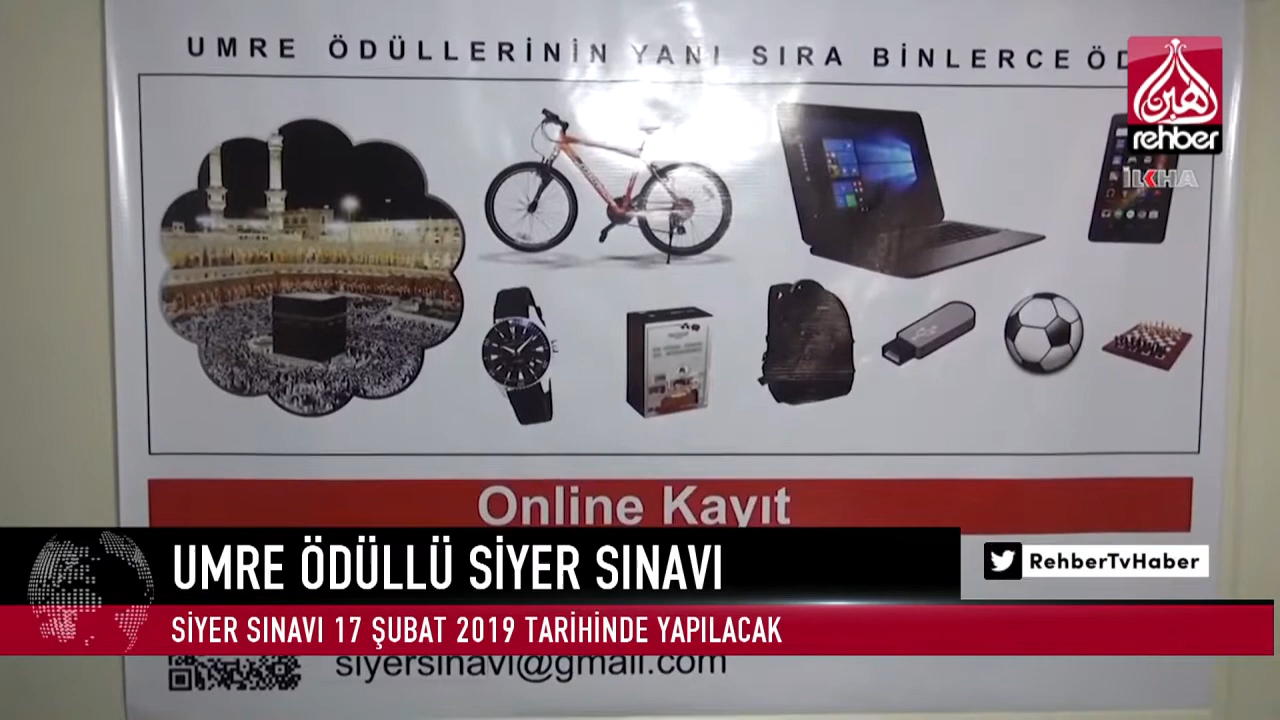 UMRE ÖDÜLLERİNİN YANI SIRA BİNLERCE
هبر
rehber
İLKHA
Online Kayıt
UMRE ÖDÜLLÜ SİYER SINAVI
RehberTvHaber
SİYER SINAVI 17 ŞUBAT 2019 TARİHİNDE YAPILACAK
siyersinavi@gmail.com